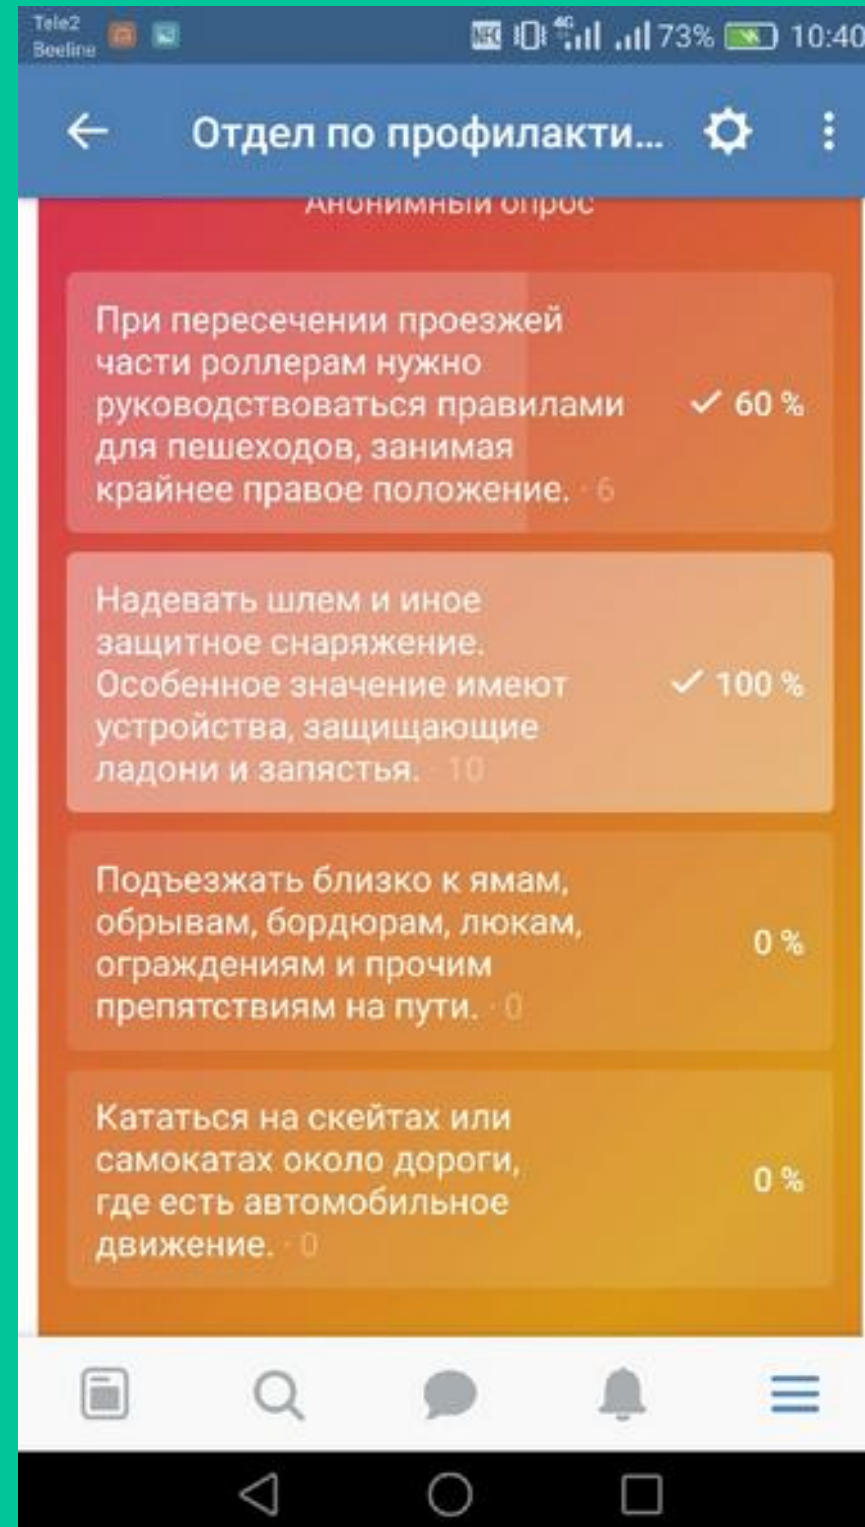 Tele2
Beeline
NFC
4G
73%
10:40
Отдел по профилакти...
Анонимный опрос
При пересечении проезжей
части роллерам нужно
руководствоваться правилами
для пешеходов, занимая
крайнее правое положение. · 6
✓ 60 %
Надевать шлем и иное
защитное снаряжение.
Особенное значение имеют
устройства, защищающие
ладони и запястья. · 10
✓ 100 %
Подъезжать близко к ямам,
обрывам, бордюрам, люкам,
ограждениям и прочим
препятствиям на пути. · 0
0 %
Кататься на скейтах или
самокатах около дороги,
где есть автомобильное
движение. · 0
0 %